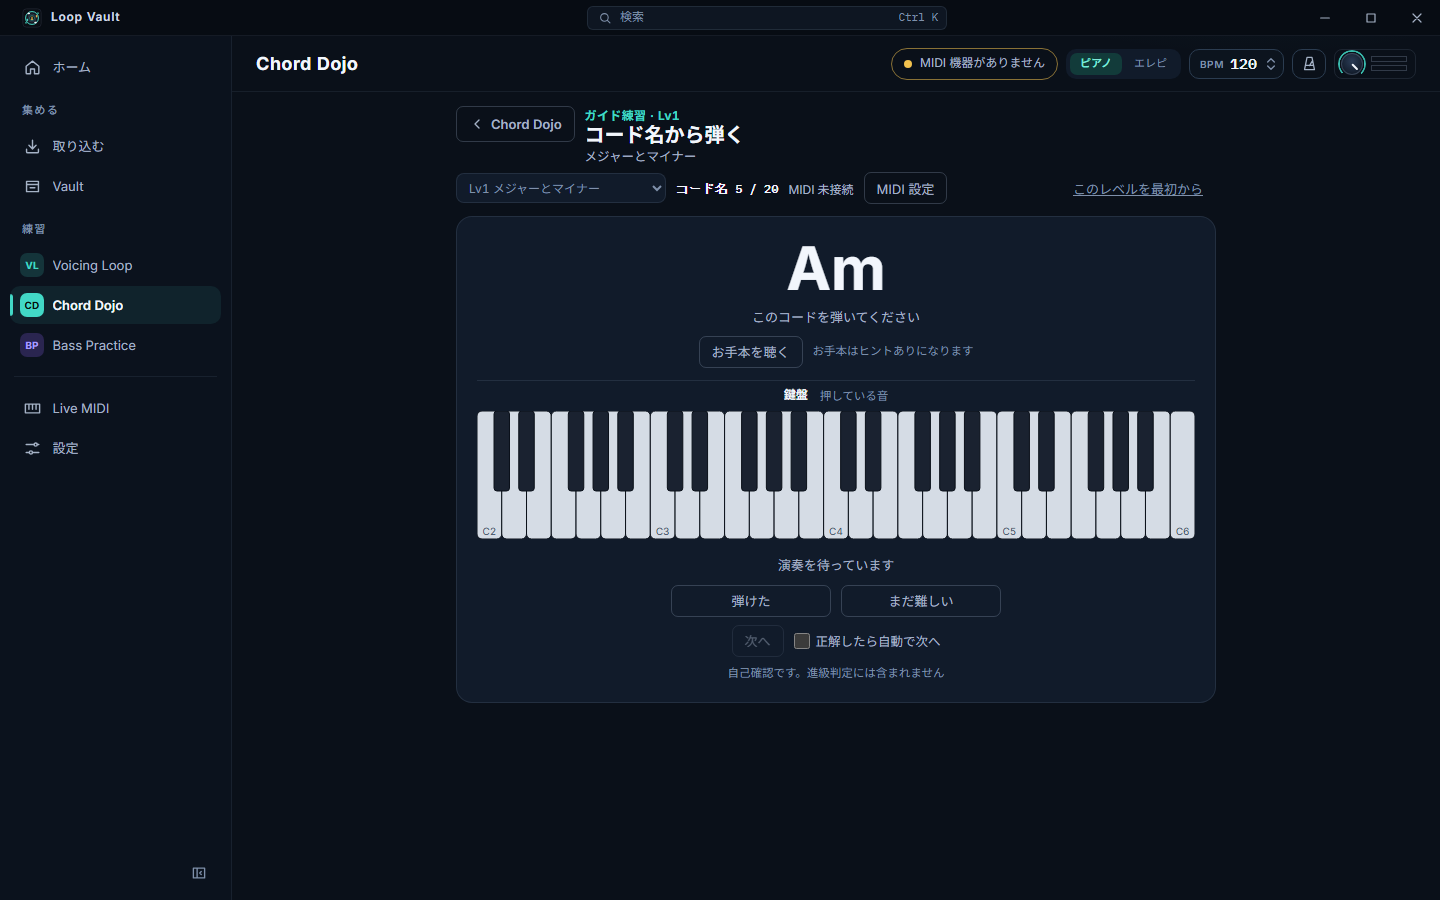 Loop Vault
検索
Ctrl K
ホーム
集める
取り込む
Vault
練習
VL Voicing Loop
CD Chord Dojo
BP Bass Practice
Live MIDI
設定
Chord Dojo
MIDI 機器がありません
ピアノ
エレピ
BPM 120
Chord Dojo
ガイド練習 · Lv1
コード名から弾く
メジャーとマイナー
Lv1 メジャーとマイナー
コード名 5 / 20
MIDI 未接続
MIDI 設定
このレベルを最初から
Am
このコードを弾いてください
お手本を聴く
お手本はヒントありになります
鍵盤 押している音
C2 C3 C4 C5 C6
演奏を待っています
弾けた
まだ難しい
次へ
正解したら自動で次へ
自己確認です。進級判定には含まれません